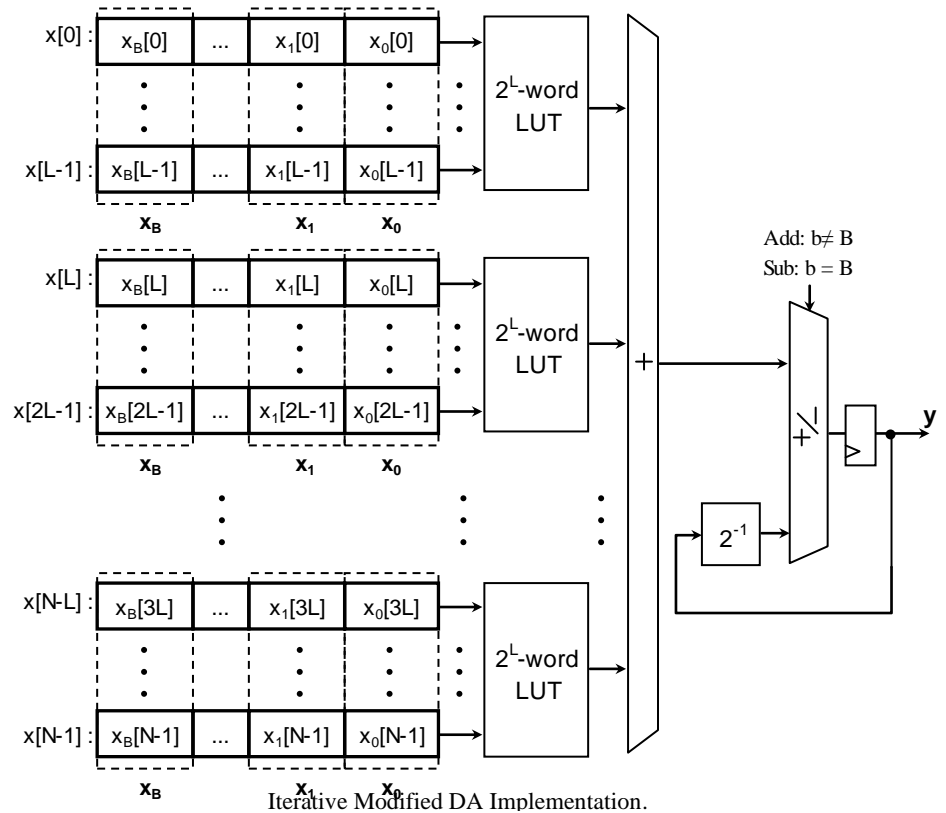 x[0] : x_B[0] ... x_1[0] x_0[0]
2^L-word
LUT
x[L-1] : x_B[L-1] ... x_1[L-1] x_0[L-1]
x_B x_1 x_0
Add: b≠ B
Sub: b = B
x[L] : x_B[L] ... x_1[L] x_0[L]
2^L-word
LUT
+
x[2L-1] : x_B[2L-1] ... x_1[2L-1] x_0[2L-1]
x_B x_1 x_0
+/-
y
2^-1
x[N-L] : x_B[3L] ... x_1[3L] x_0[3L]
2^L-word
LUT
x[N-1] : x_B[N-1] ... x_1[N-1] x_0[N-1]
x_B x_1 x_0
Iterative Modified DA Implementation.